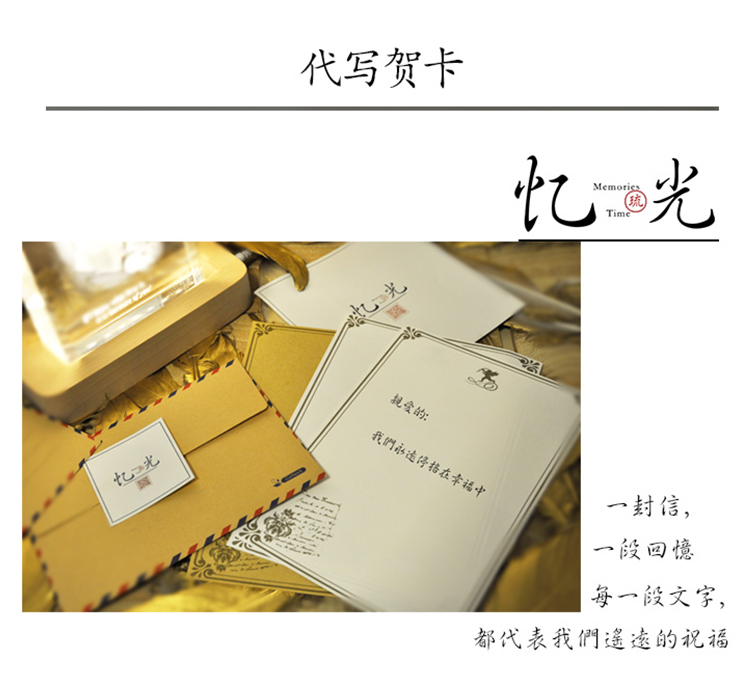 代写贺卡
忆 Memories Time 琉 光
忆光
親愛的:
我們永遠停格在幸福中
忆光
一封信,
一段回憶
每一段文字,
都代表我們遙遠的祝福